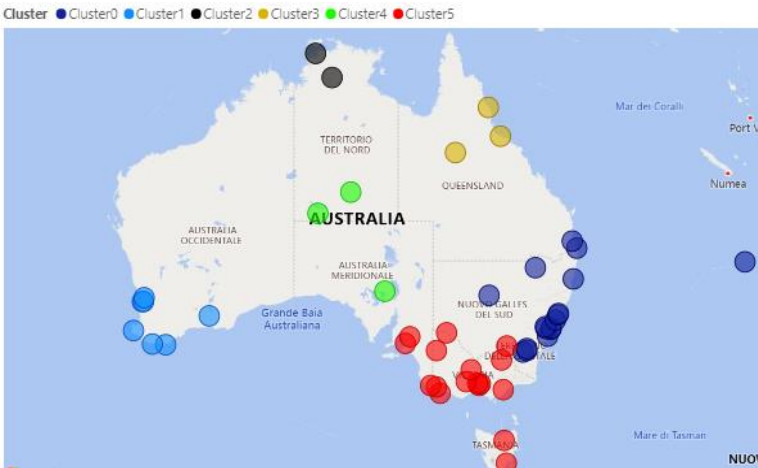 Cluster Cluster0 Cluster1 Cluster2 Cluster3 Cluster4 Cluster5
Mar dei Coralli
Port V
TERRITORIO
DEL NORD
Numea
QUEENSLAND
AUSTRALIA
AUSTRALIA
OCCIDENTALE
AUSTRALIA
MERIDIONALE
Grande Baia
Australiana
NUOVO GALLES
DEL SUD
Mare di Tasman
TASMANIA
NUOV